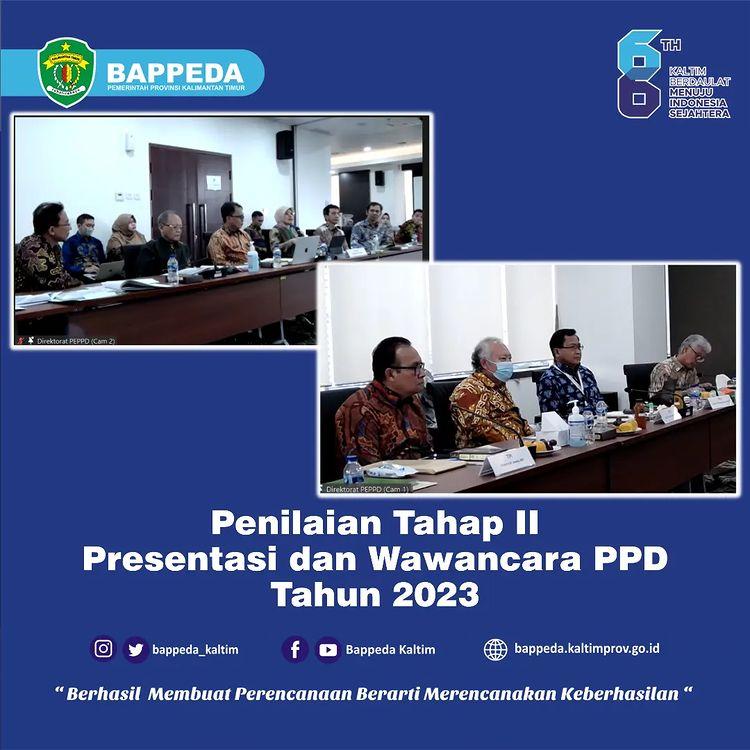 BAPPEDA
PEMERINTAH PROVINSI KALIMANTAN TIMUR
66TH
KALTIM
BERDAULAT
MENUJU
INDONESIA
SEJAHTERA
Direktorat PEPPD (Cam 2)
Direktorat PEPPD (Cam 1)
Penilaian Tahap II
Presentasi dan Wawancara PPD
Tahun 2023
bappeda_kaltim
Bappeda Kaltim
bappeda.kaltimprov.go.id
“ Berhasil Membuat Perencanaan Berarti Merencanakan Keberhasilan “